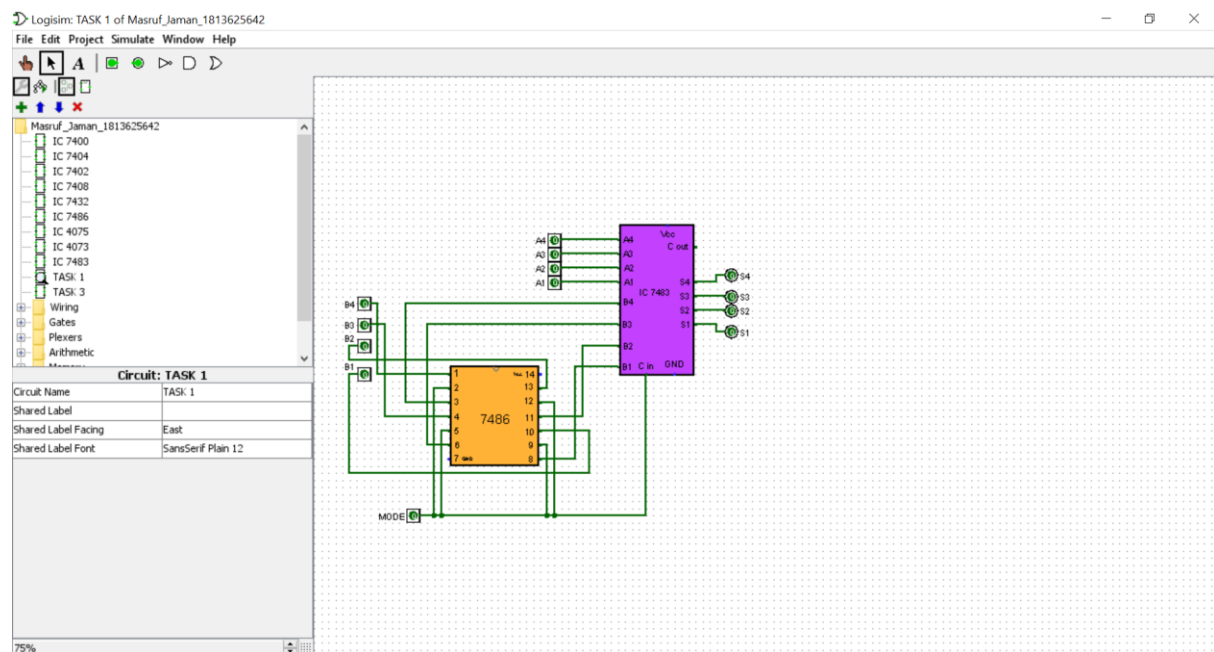 Logisim: TASK 1 of Masruf_Jaman_1813625642
File Edit Project Simulate Window Help
A
Masruf_Jaman_1813625642
IC 7400
IC 7404
IC 7402
IC 7408
IC 7432
IC 7486
IC 4075
IC 4073
IC 7483
TASK 1
TASK 3
Wiring
Gates
Plexers
Arithmetic
Circuit: TASK 1
Circuit Name TASK 1
Shared Label
Shared Label Facing East
Shared Label Font SansSerif Plain 12
75%
A4
A3
A2
A1
A4 Vcc
C out
A3
A2
A1 S4
IC 7483
B4 S3
S2
B3 S1
B2
B1 C in GND
S4
S3
S2
S1
B4
B3
B2
B1
1 14
2 13
3 12
4 11
7486
5 10
6 9
7 GND 8
MODE